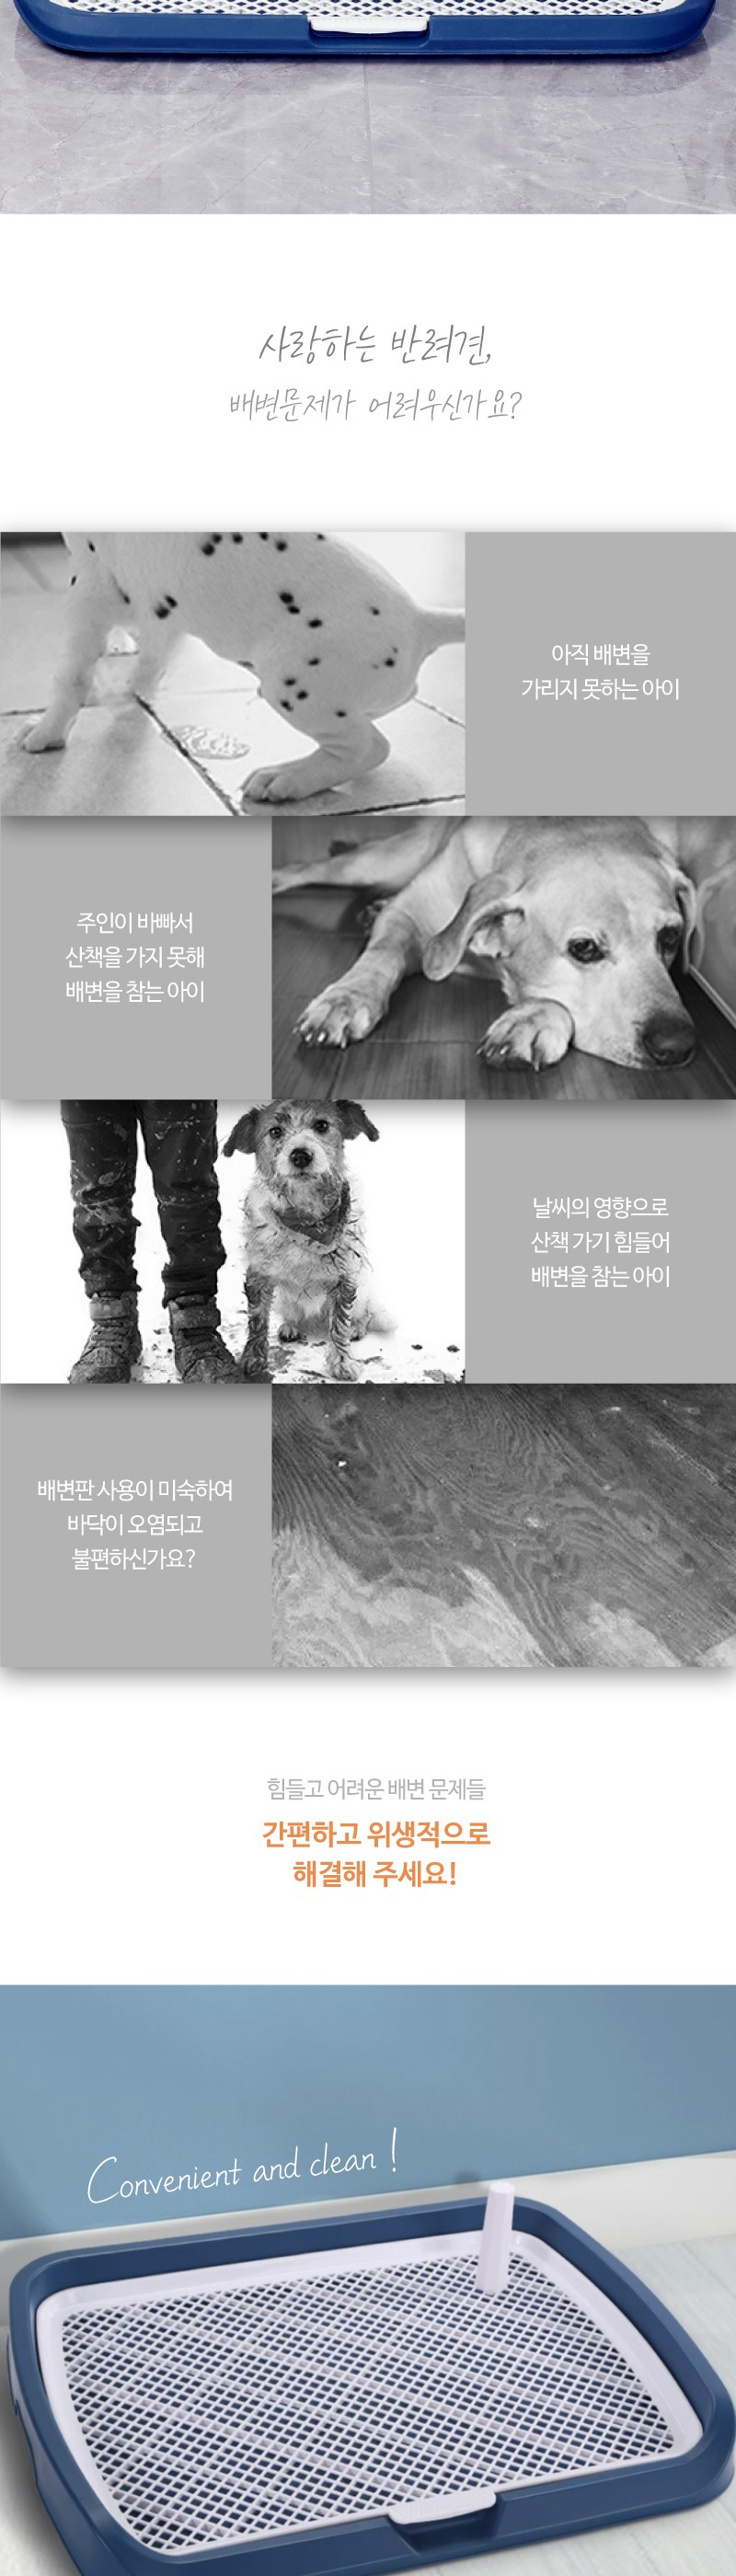 사랑하는 반려견,
배변문제가 어려우신가요?
아직 배변을
가리지 못하는 아이
주인이 바빠서
산책을 가지 못해
배변을 참는 아이
날씨의 영향으로
산책 가기 힘들어
배변을 참는 아이
배변판 사용이 미숙하여
바닥이 오염되고
불편하신가요?
힘들고 어려운 배변 문제들
간편하고 위생적으로
해결해 주세요!
Convenient and clean !